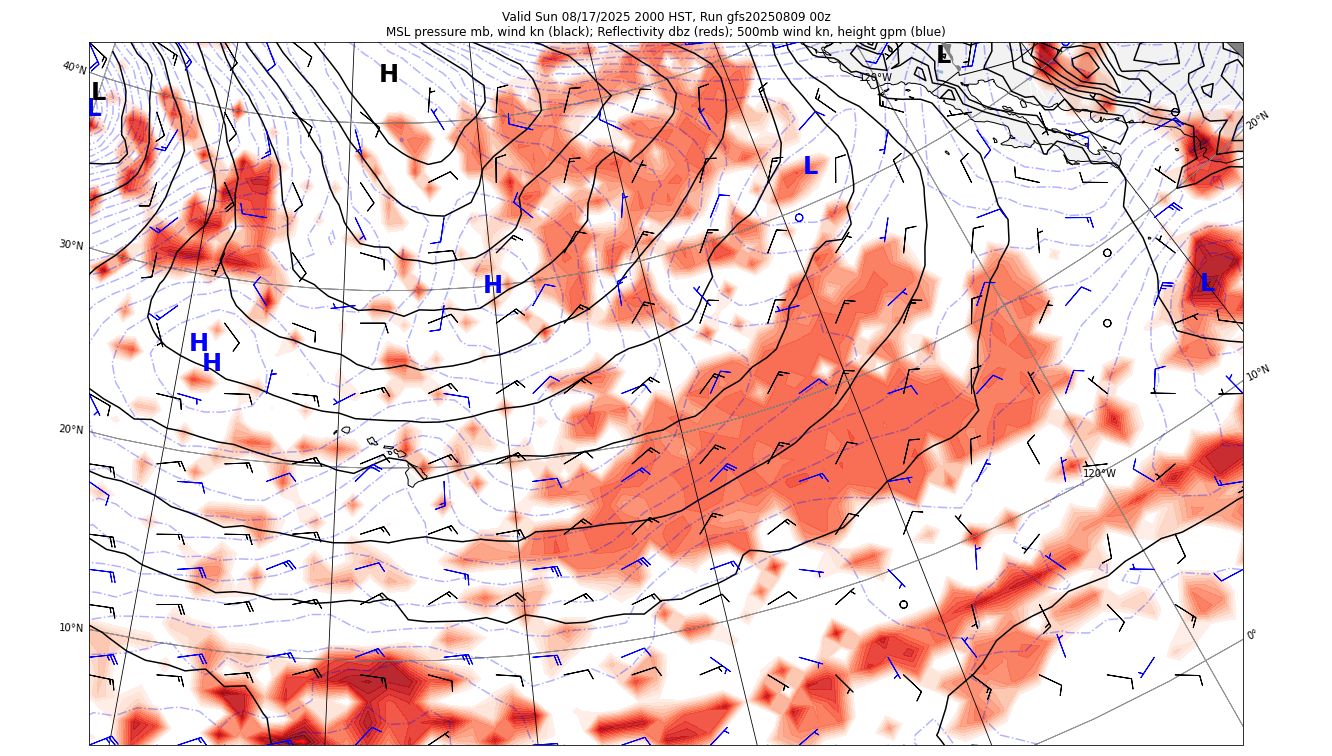 Valid Sun 08/17/2025 2000 HST, Run gfs20250809 00z
MSL pressure mb, wind kn (black); Reflectivity dbz (reds); 500mb wind kn, height gpm (blue)
L
H
40°N
120°W
L
L
20°N
L
30°N
H
L
H
H
10°N
20°N
120°W
10°N
0°